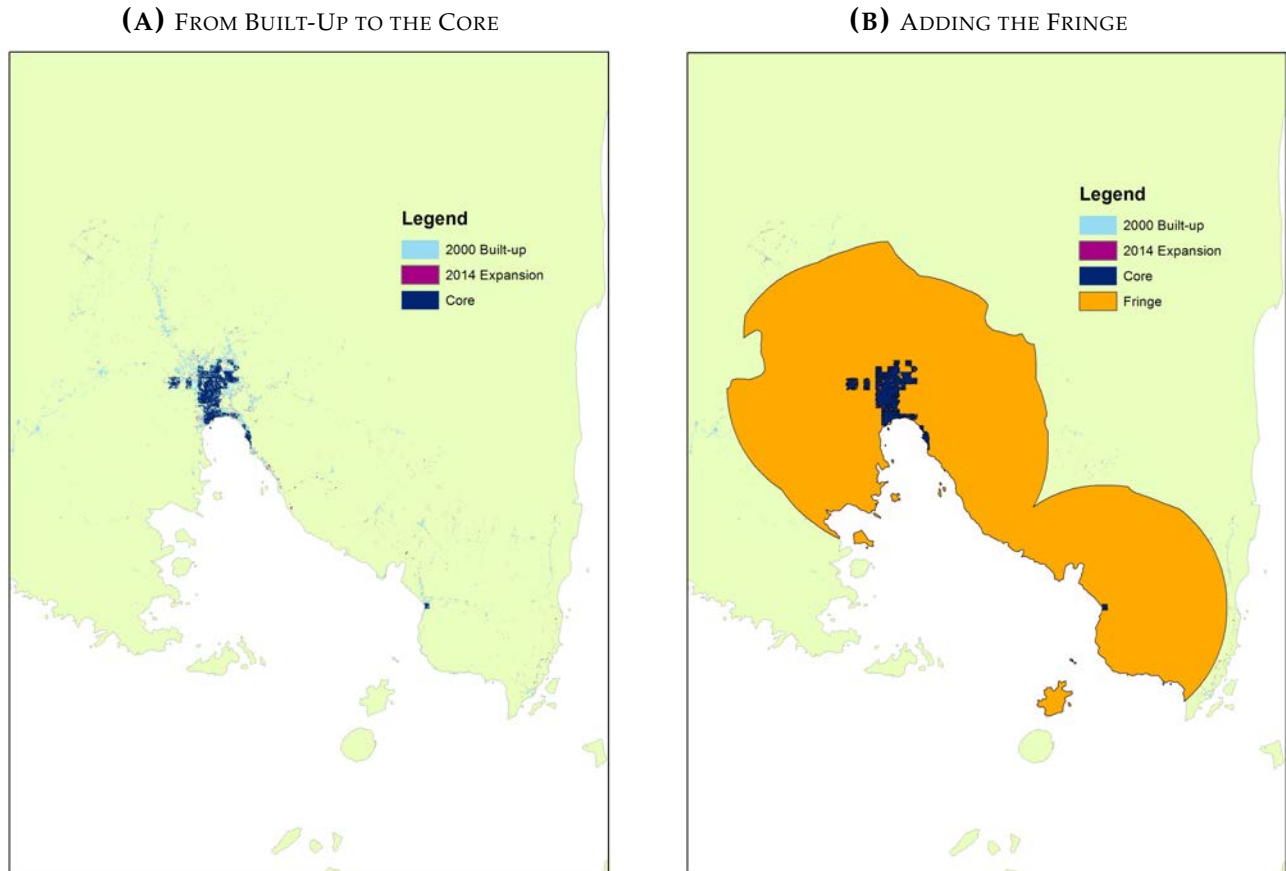 (A) FROM BUILT-UP TO THE CORE
Legend
2000 Built-up
2014 Expansion
Core
(B) ADDING THE FRINGE
Legend
2000 Built-up
2014 Expansion
Core
Fringe